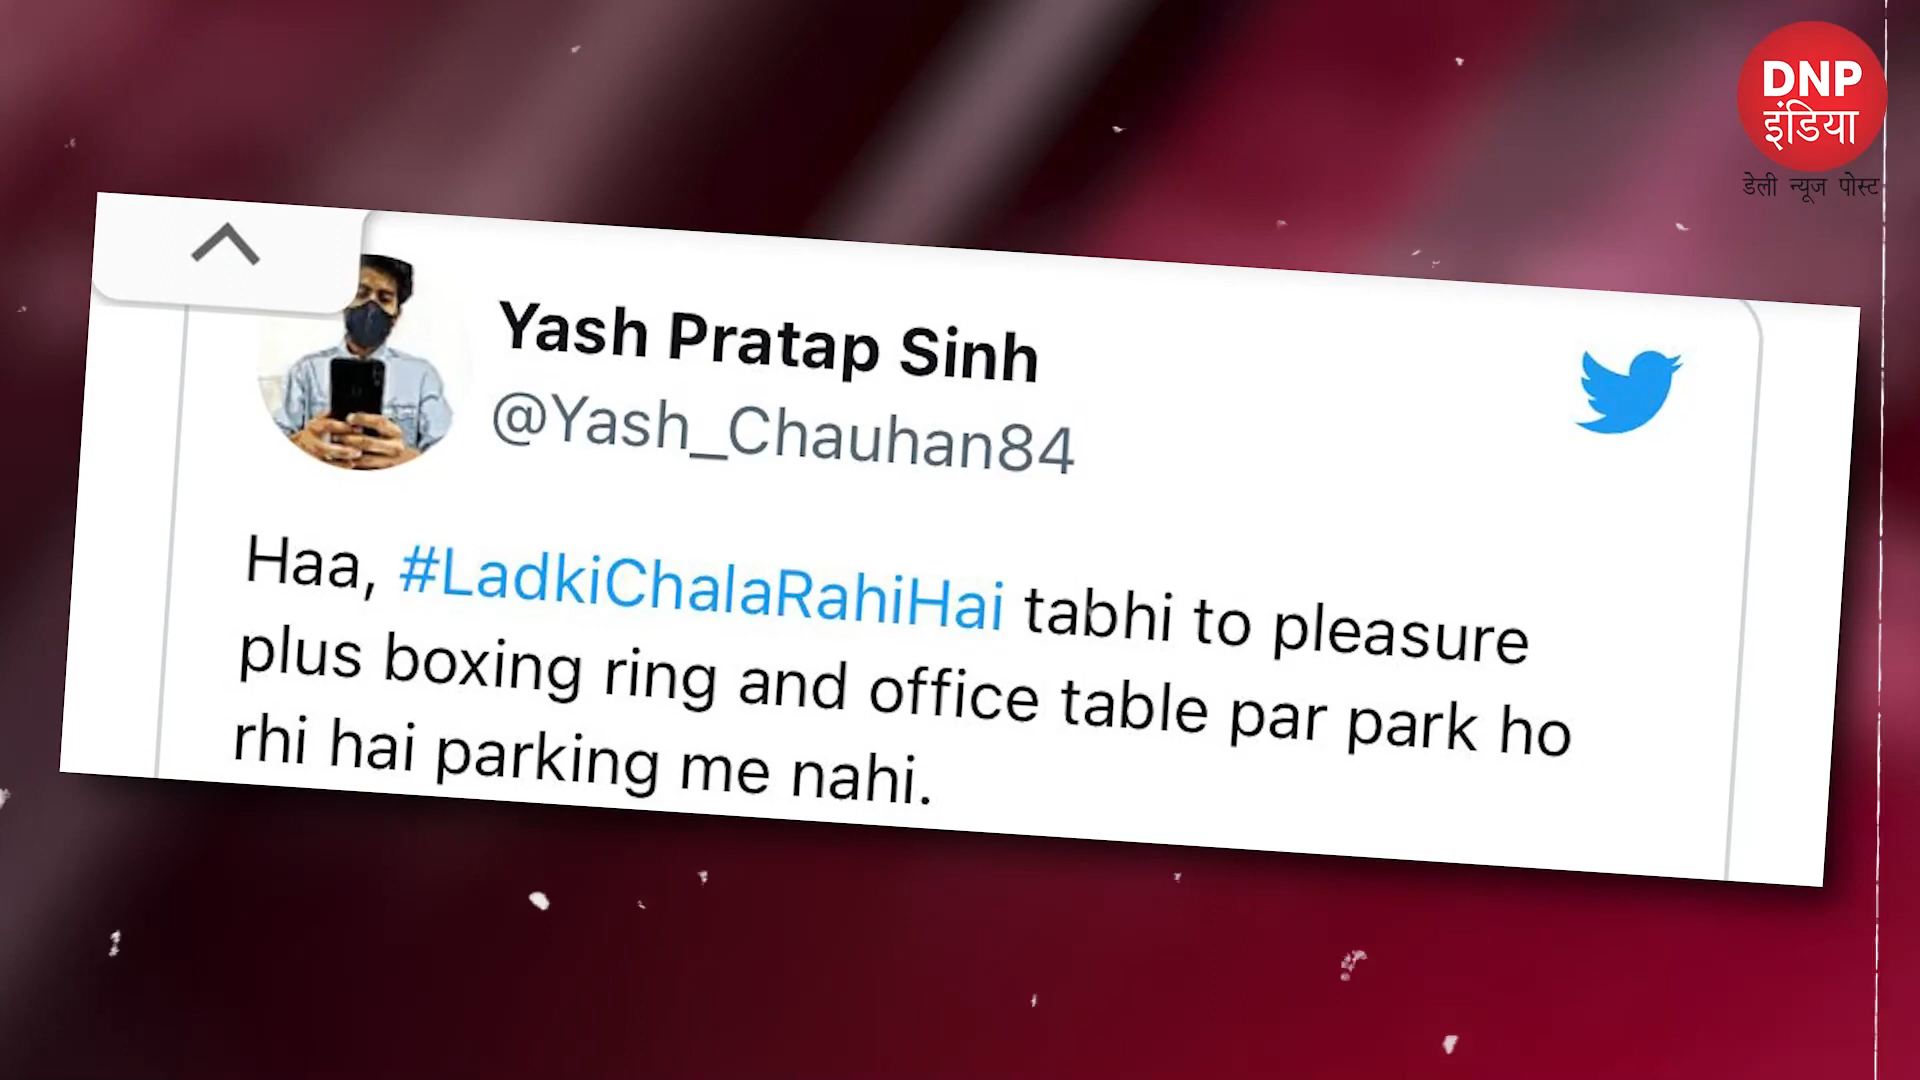 DNP
इंडिया
डेली न्यूज पोस्ट
Yash Pratap Sinh
@Yash_Chauhan84
Haa, #LadkiChalaRahiHai tabhi to pleasure
plus boxing ring and office table par park ho
rhi hai parking me nahi.